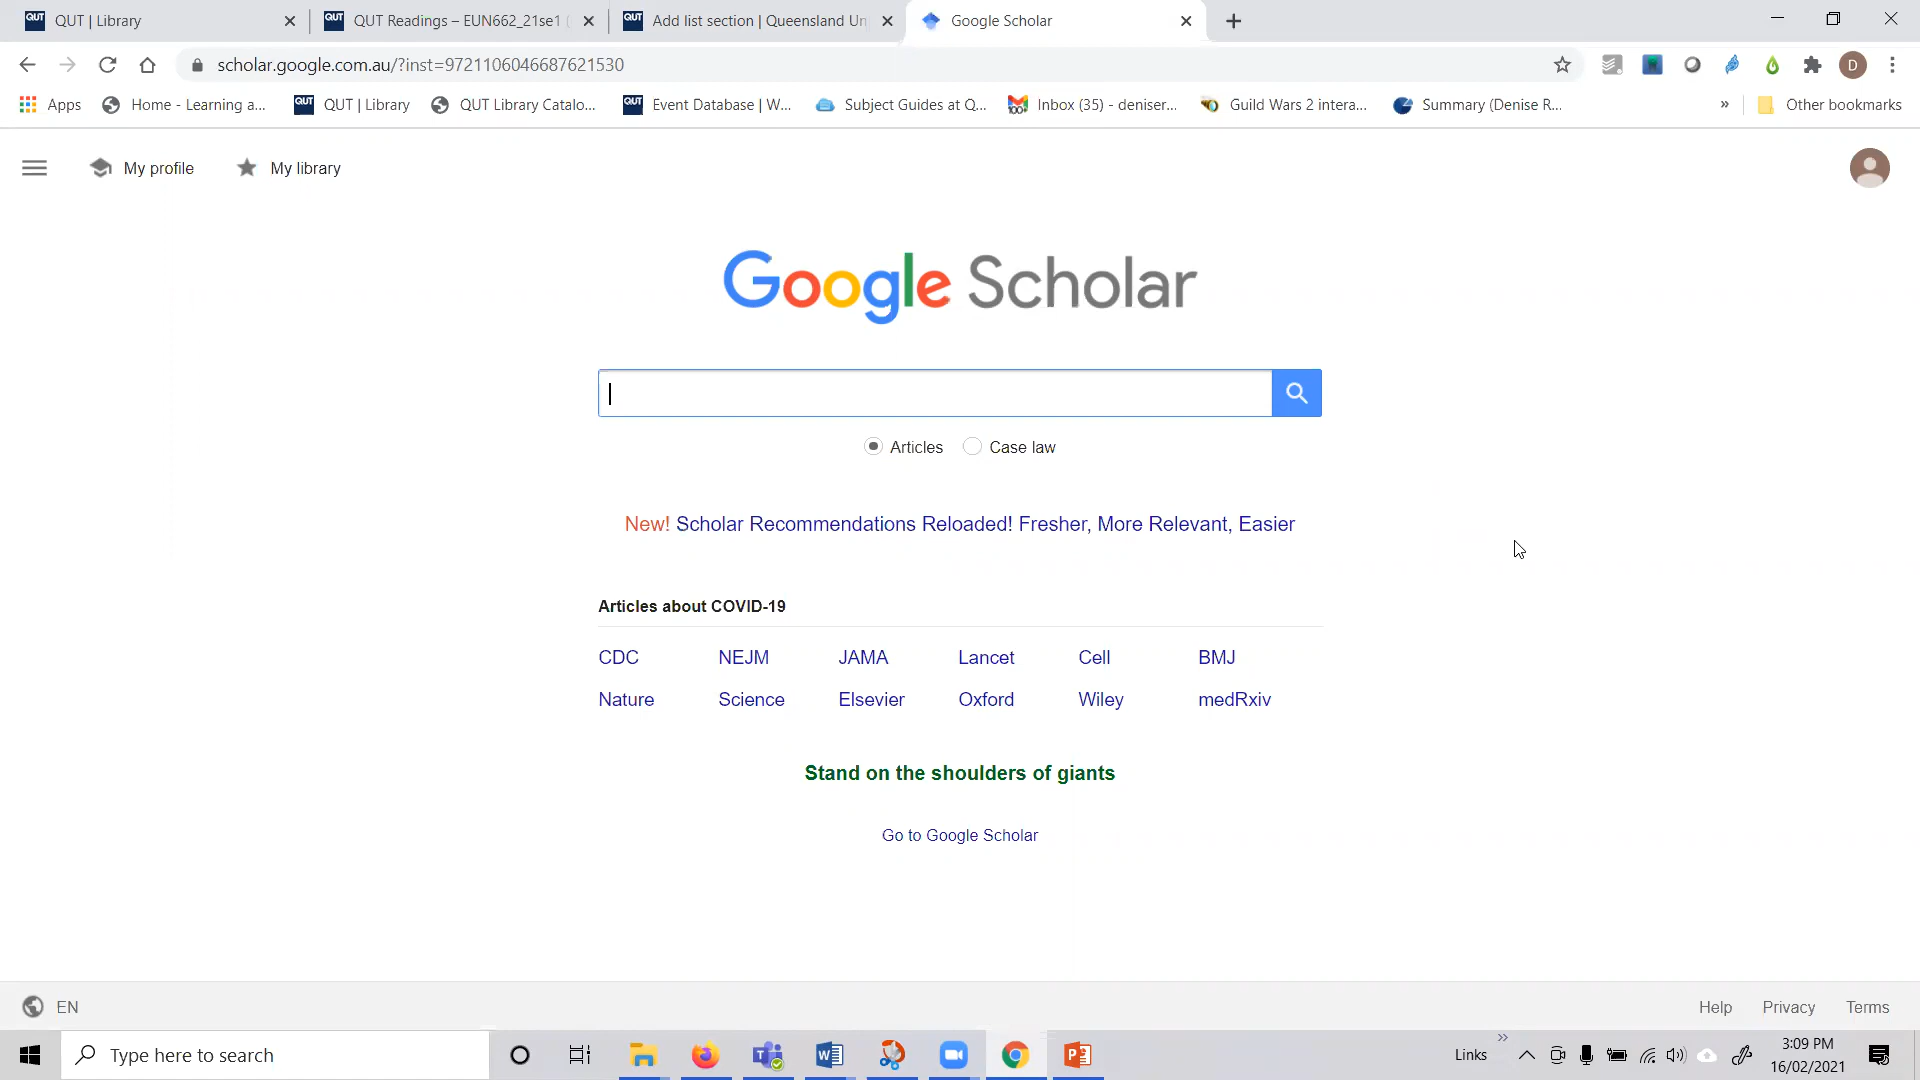 QUT | Library
QUT Readings – EUN662_21se1 (
Add list section | Queensland Un
Google Scholar
scholar.google.com.au/?inst=9721106046687621530
D
Apps
Home - Learning a...
QUT | Library
QUT Library Catalo...
Event Database | W...
Subject Guides at Q...
Inbox (35) - deniser...
Guild Wars 2 intera...
Summary (Denise R...
»
Other bookmarks
My profile
My library
Google Scholar
Articles Case law
New! Scholar Recommendations Reloaded! Fresher, More Relevant, Easier
Articles about COVID-19
CDC NEJM JAMA Lancet Cell BMJ
Nature Science Elsevier Oxford Wiley medRxiv
Stand on the shoulders of giants
Go to Google Scholar
EN
Help Privacy Terms
Type here to search
Links
»
3:09 PM
16/02/2021